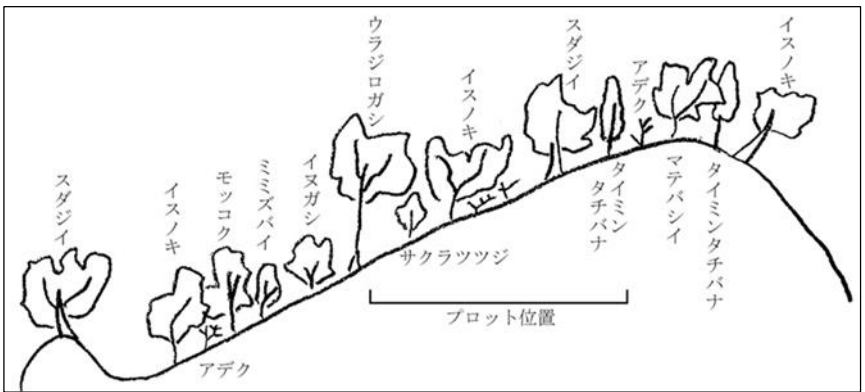 スダジイ
イスノキ
アデク
モッコク
ミミズバイ
イヌガシ
ウラジロガシ
サクラツツジ
イスノキ
スダジイ
タイミン
タチバナ
アデク
マテバシイ
タイミンタチバナ
イスノキ
プロット位置